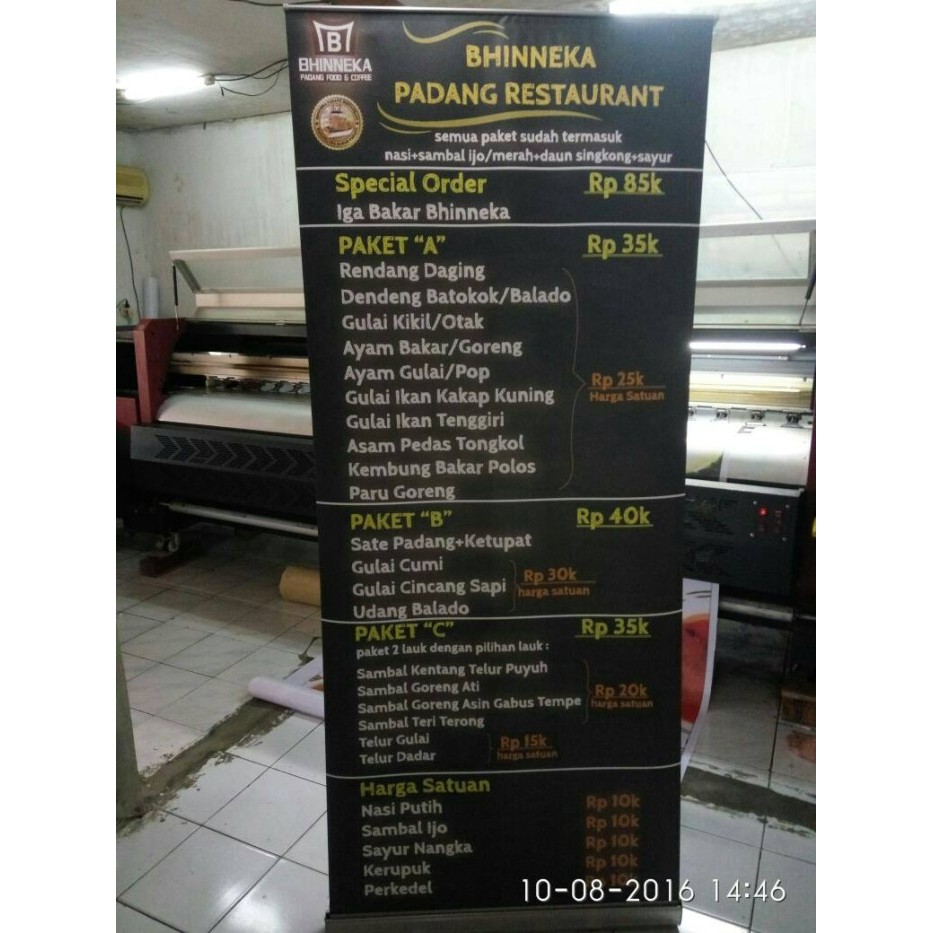 B
BHINNEKA
PADANG FOOD & COFFEE
BHINNEKA
PADANG RESTAURANT
semua paket sudah termasuk
nasi+sambal ijo/merah+daun singkong+sayur
Special Order Rp 85k
Iga Bakar Bhinneka
PAKET “A” Rp 35k
Rendang Daging
Dendeng Batokok/Balado
Gulai Kikil/Otak
Ayam Bakar/Goreng
Ayam Gulai/Pop
Gulai Ikan Kakap Kuning
Gulai Ikan Tenggiri
Asam Pedas Tongkol
Kembung Bakar Polos
Paru Goreng
Rp 25k
Harga Satuan
PAKET “B” Rp 40k
Sate Padang+Ketupat
Gulai Cumi
Gulai Cincang Sapi
Udang Balado
Rp 30k
harga satuan
PAKET “C” Rp 35k
paket 2 lauk dengan pilihan lauk :
Sambal Kentang Telur Puyuh
Sambal Goreng Ati
Sambal Goreng Asin Gabus Tempe
Sambal Teri Terong
Rp 20k
harga satuan
Telur Gulai
Telur Dadar
Rp 15k
harga satuan
Harga Satuan
Nasi Putih Rp 10k
Sambal Ijo Rp 10k
Sayur Nangka Rp 10k
Kerupuk Rp 10k
Perkedel Rp 10k
10-08-2016 14:46